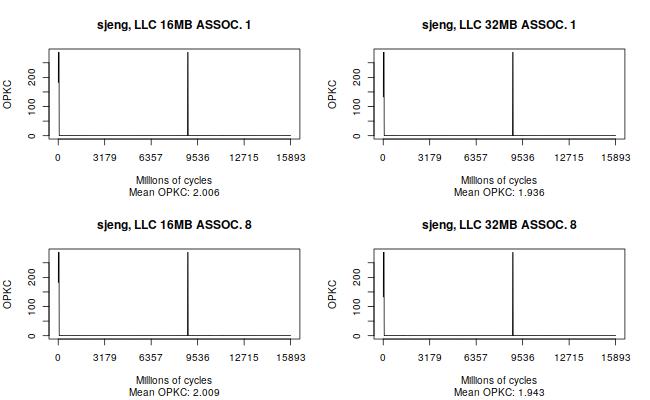 sjeng, LLC 16MB ASSOC. 1
OPKC
0 100 200
0 3179 6357 9536 12715 15893
Millions of cycles
Mean OPKC: 2.006
sjeng, LLC 32MB ASSOC. 1
OPKC
0 100 200
0 3179 6357 9536 12715 15893
Millions of cycles
Mean OPKC: 1.936
sjeng, LLC 16MB ASSOC. 8
OPKC
0 100 200
0 3179 6357 9536 12715 15893
Millions of cycles
Mean OPKC: 2.009
sjeng, LLC 32MB ASSOC. 8
OPKC
0 100 200
0 3179 6357 9536 12715 15893
Millions of cycles
Mean OPKC: 1.943